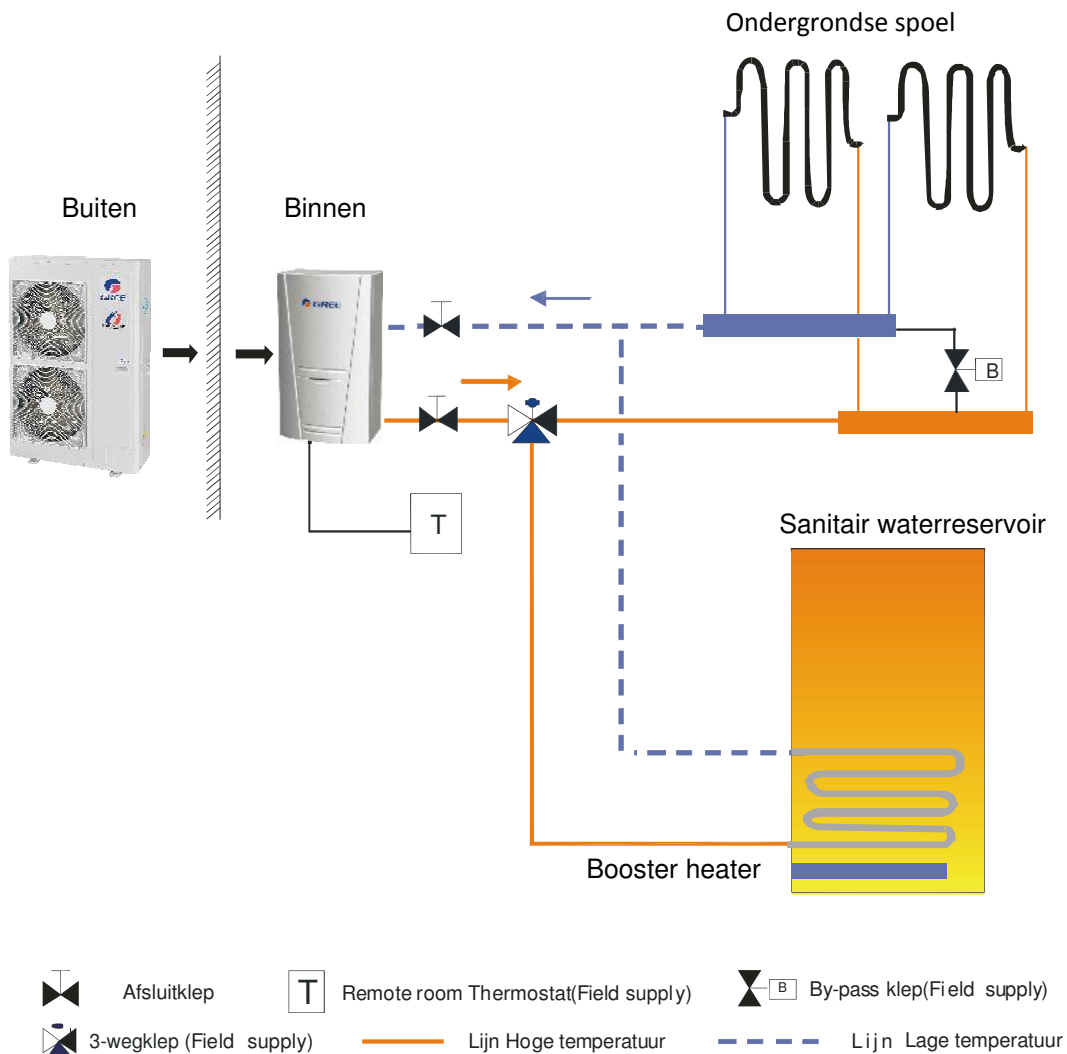 Ondergrondse spoel
Buiten
Binnen
GREE
B
T
Sanitair waterreservoir
Booster heater
Afsluitklep
T
Remote room Thermostat(Field supply)
B
By-pass klep(Field supply)
3-wegklep (Field supply)
Lijn Hoge temperatuur
Lijn Lage temperatuur